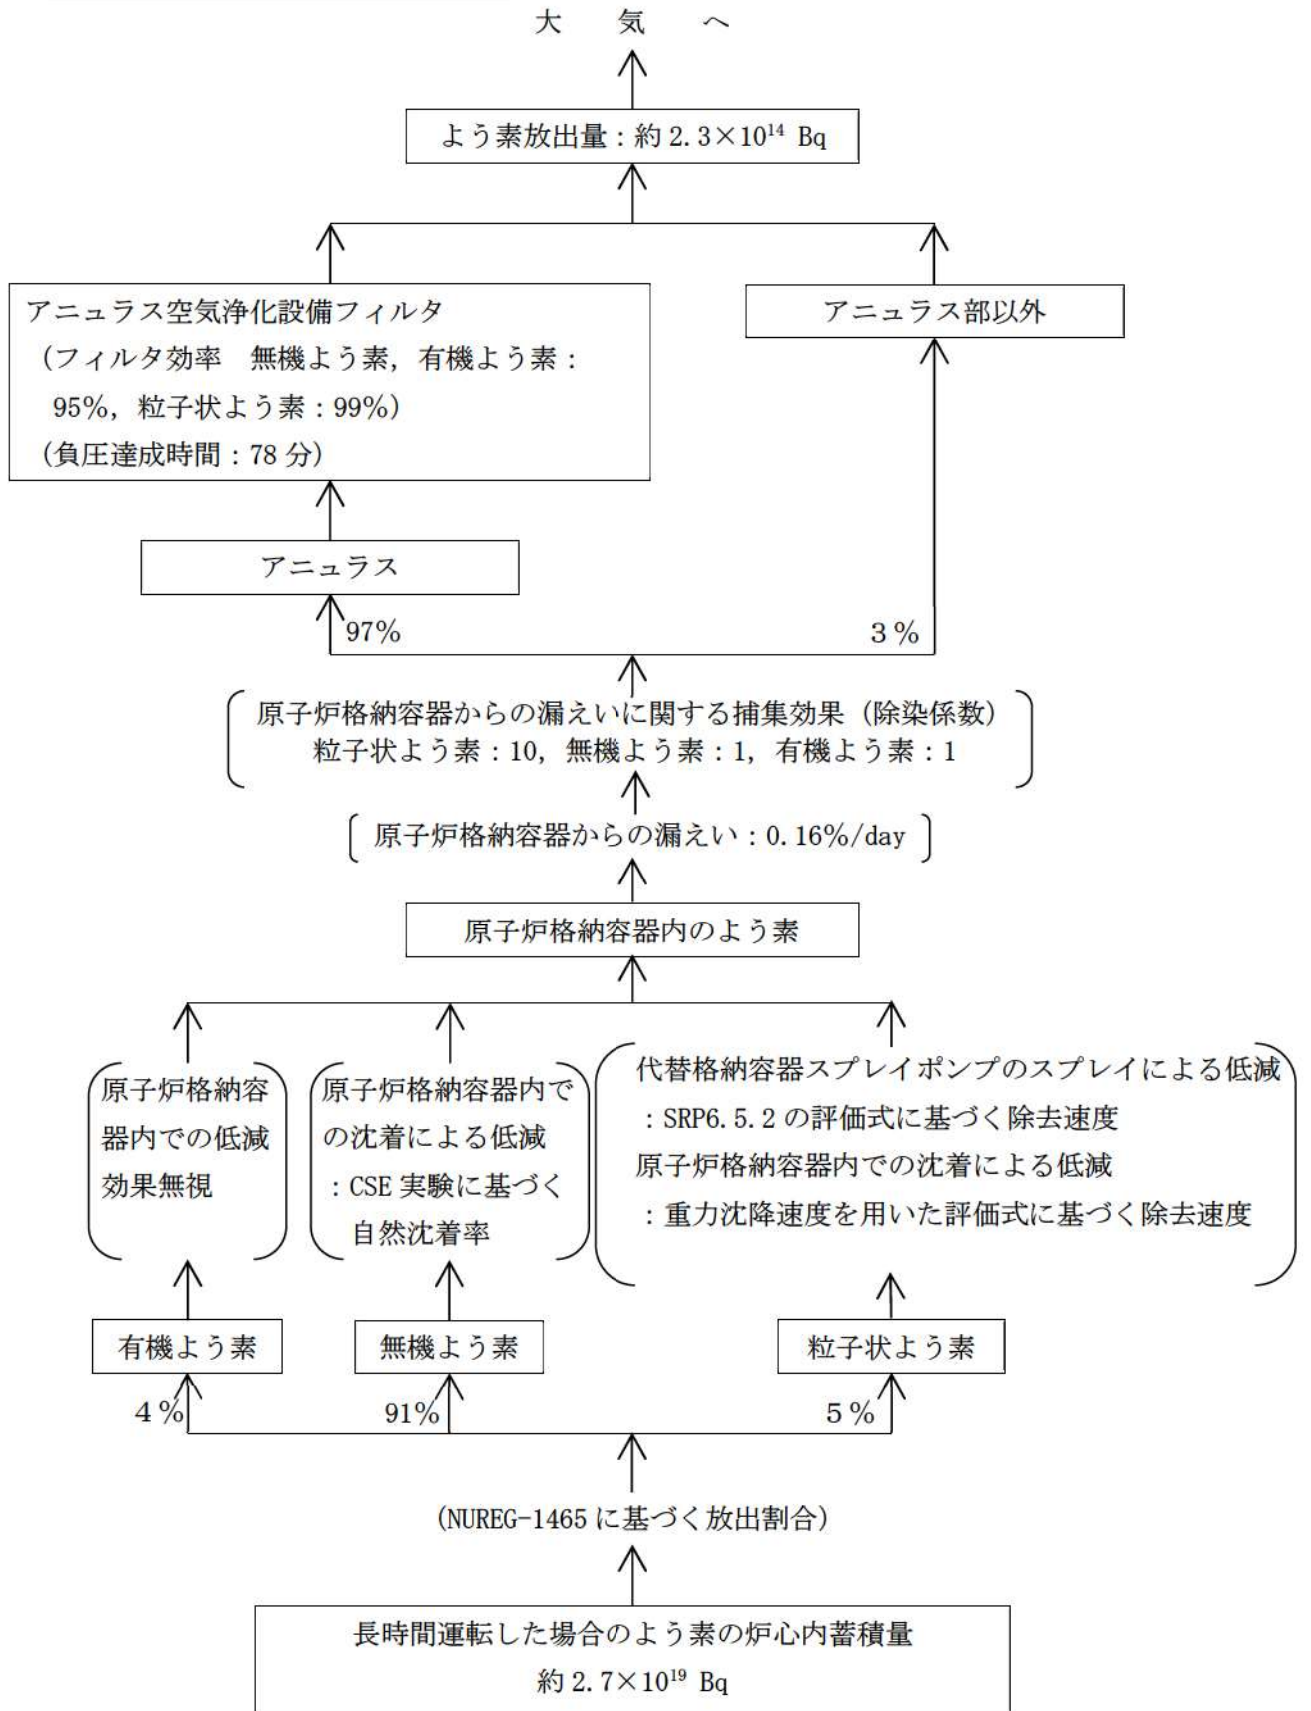 大　気　へ
よう素放出量：約 2.3×10¹⁴ Bq
アニュラス空気浄化設備フィルタ
（フィルタ効率　無機よう素，有機よう素：
95%，粒子状よう素：99%）
（負圧達成時間：78 分）
アニュラス部以外
アニュラス
97%
３%
原子炉格納容器からの漏えいに関する捕集効果（除染係数）
粒子状よう素：10，無機よう素：1，有機よう素：1
原子炉格納容器からの漏えい：0.16%/day
原子炉格納容器内のよう素
原子炉格納容
器内での低減
効果無視
原子炉格納容器内で
の沈着による低減
：CSE 実験に基づく
自然沈着率
代替格納容器スプレイポンプのスプレイによる低減
：SRP6.5.2 の評価式に基づく除去速度
原子炉格納容器内での沈着による低減
：重力沈降速度を用いた評価式に基づく除去速度
有機よう素
無機よう素
粒子状よう素
４%
91%
５%
（NUREG-1465 に基づく放出割合）
長時間運転した場合のよう素の炉心内蓄積量
約 2.7×10¹⁹ Bq